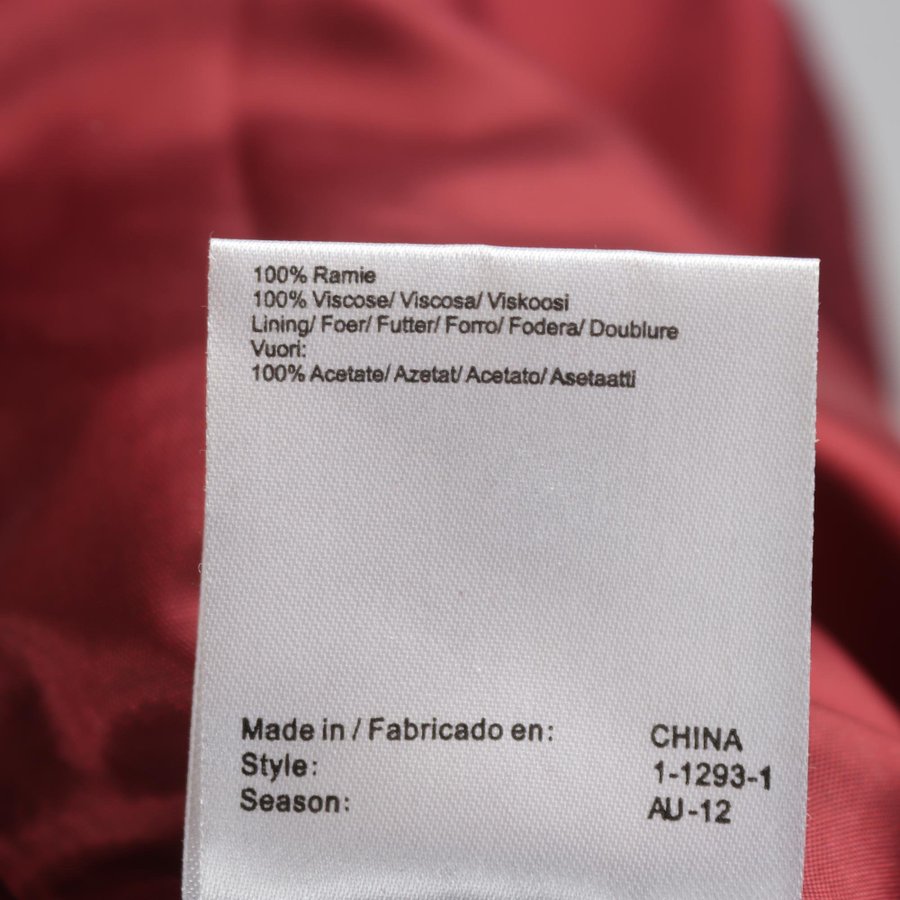 100% Ramie
100% Viscose/ Viscosa/ Viskoosi
Lining/ Foer/ Futter/ Forro/ Fodera/ Doublure
Vuori:
100% Acetate/ Azetat/ Acetato/ Asetaatti
Made in / Fabricado en: CHINA
Style: 1-1293-1
Season: AU-12